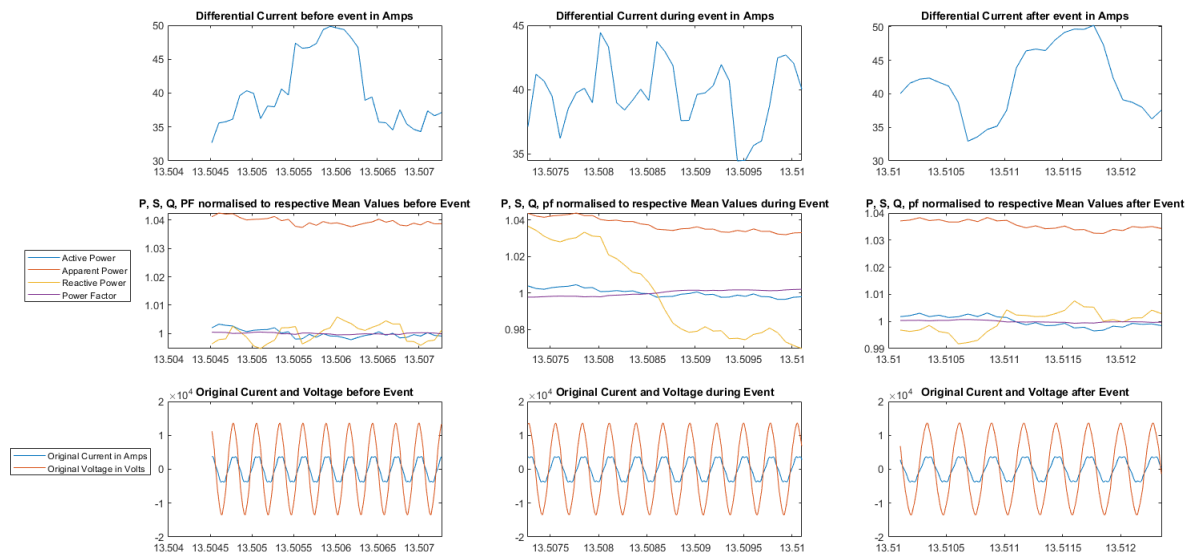 Differential Current before event in Amps
Differential Current during event in Amps
Differential Current after event in Amps
50
45
40
35
30
13.504 13.5045 13.505 13.5055 13.506 13.5065 13.507
45
40
35
13.5075 13.508 13.5085 13.509 13.5095 13.51
50
45
40
35
30
13.51 13.5105 13.511 13.5115 13.512
P, S, Q, PF normalised to respective Mean Values before Event
P, S, Q, pf normalised to respective Mean Values during Event
P, S, Q, pf normalised to respective Mean Values after Event
Active Power
Apparent Power
Reactive Power
Power Factor
1.04
1.03
1.02
1.01
1
13.504 13.5045 13.505 13.5055 13.506 13.5065 13.507
1.04
1.02
1
0.98
13.5075 13.508 13.5085 13.509 13.5095 13.51
1.04
1.03
1.02
1.01
1
0.99
13.51 13.5105 13.511 13.5115 13.512
×10⁴ Original Curent and Voltage before Event
×10⁴ Original Curent and Voltage during Event
×10⁴ Original Curent and Voltage after Event
Original Current in Amps
Original Voltage in Volts
2
1
0
-1
-2
13.504 13.5045 13.505 13.5055 13.506 13.5065 13.507
2
1
0
-1
-2
13.5075 13.508 13.5085 13.509 13.5095 13.51
2
1
0
-1
-2
13.51 13.5105 13.511 13.5115 13.512